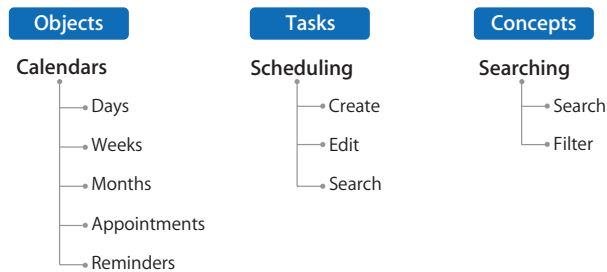 Objects
Calendars
Days
Weeks
Months
Appointments
Reminders
Tasks
Scheduling
Create
Edit
Search
Concepts
Searching
Search
Filter